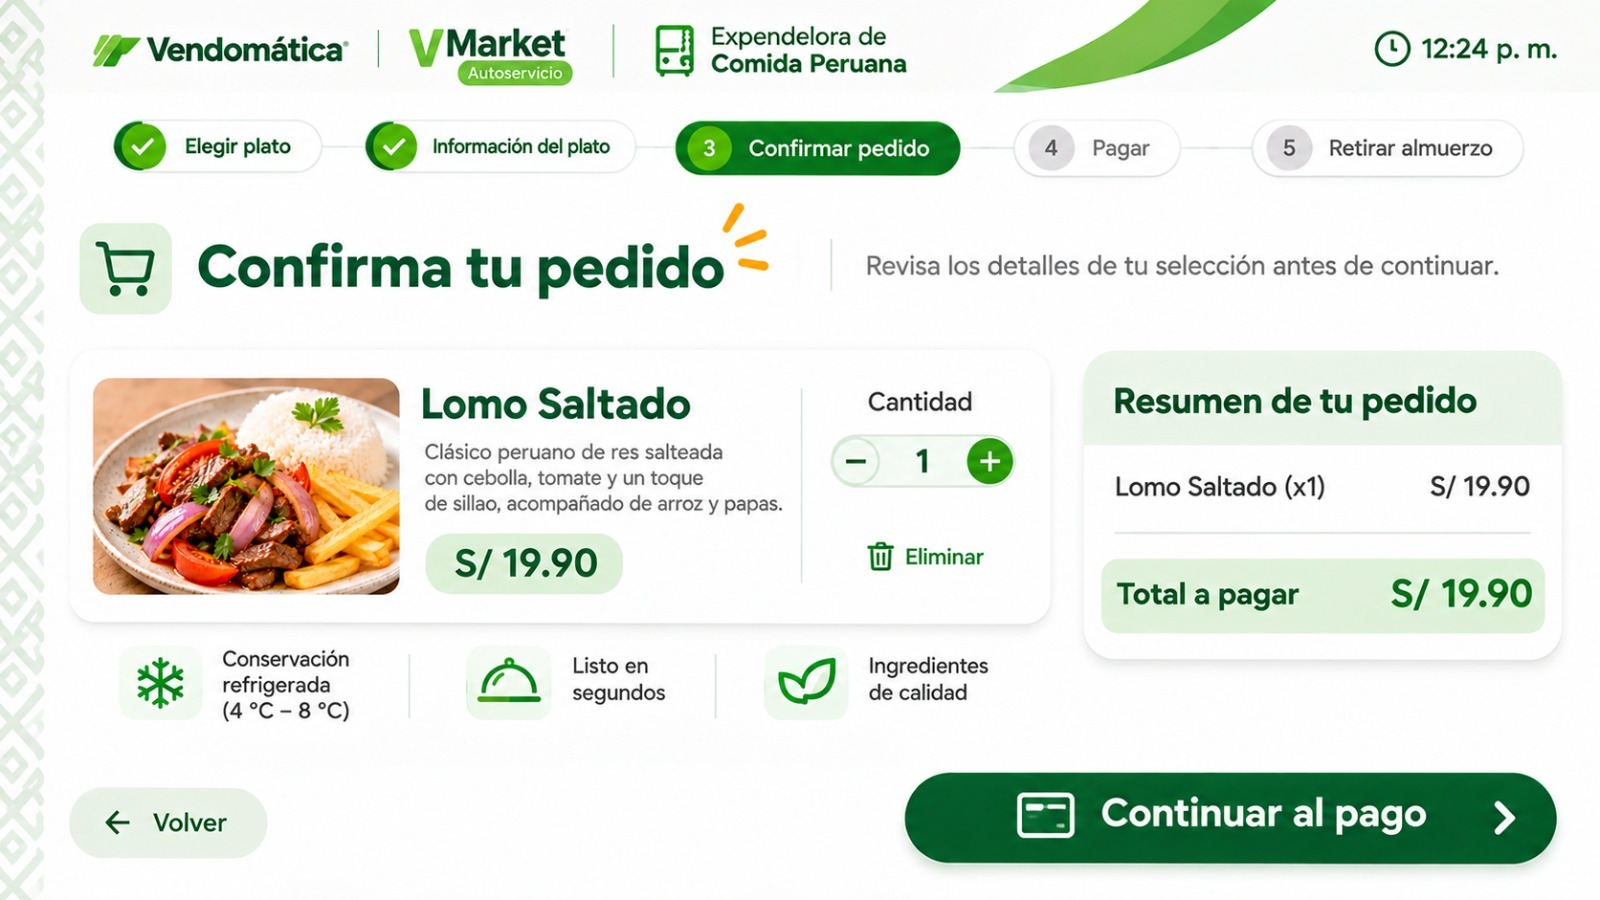 Vendomática®
VMarket
Autoservicio
Expendelora de
Comida Peruana
12:24 p. m.
Elegir plato
Información del plato
3 Confirmar pedido
4 Pagar
5 Retirar almuerzo
Confirma tu pedido
Revisa los detalles de tu selección antes de continuar.
Lomo Saltado
Clásico peruano de res salteada
con cebolla, tomate y un toque
de sillao, acompañado de arroz y papas.
S/ 19.90
Cantidad
− 1 +
Eliminar
Resumen de tu pedido
Lomo Saltado (x1) S/ 19.90
Total a pagar S/ 19.90
Conservación
refrigerada
(4 °C – 8 °C)
Listo en
segundos
Ingredientes
de calidad
Volver
Continuar al pago